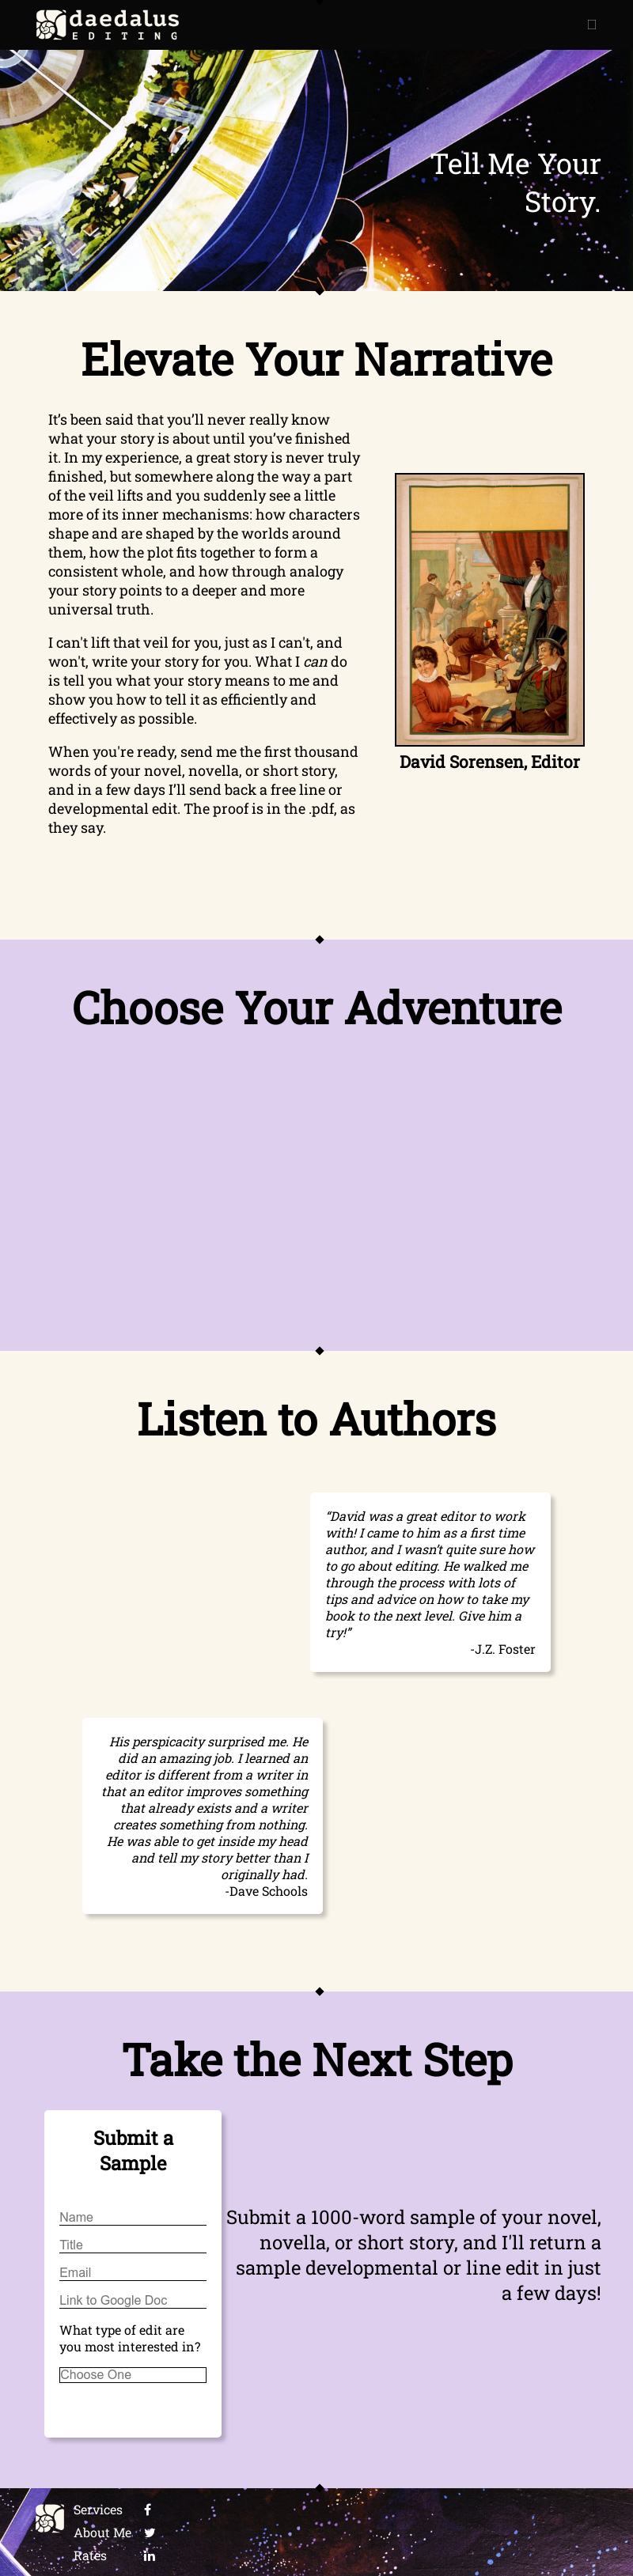 daedalus
EDITING
Tell Me Your
Story.
Elevate Your Narrative
It’s been said that you’ll never really know
what your story is about until you’ve finished
it. In my experience, a great story is never truly
finished, but somewhere along the way a part
of the veil lifts and you suddenly see a little
more of its inner mechanisms: how characters
shape and are shaped by the worlds around
them, how the plot fits together to form a
consistent whole, and how through analogy
your story points to a deeper and more
universal truth.
I can't lift that veil for you, just as I can't, and
won't, write your story for you. What I can do
is tell you what your story means to me and
show you how to tell it as efficiently and
effectively as possible.
When you're ready, send me the first thousand
words of your novel, novella, or short story,
and in a few days I’ll send back a free line or
developmental edit. The proof is in the .pdf, as
they say.
David Sorensen, Editor
Choose Your Adventure
Listen to Authors
“David was a great editor to work
with! I came to him as a first time
author, and I wasn’t quite sure how
to go about editing. He walked me
through the process with lots of
tips and advice on how to take my
book to the next level. Give him a
try!”
-J.Z. Foster
His perspicacity surprised me. He
did an amazing job. I learned an
editor is different from a writer in
that an editor improves something
that already exists and a writer
creates something from nothing.
He was able to get inside my head
and tell my story better than I
originally had.
-Dave Schools
Take the Next Step
Submit a
Sample
Name
Title
Email
Link to Google Doc
What type of edit are
you most interested in?
Choose One
Submit a 1000-word sample of your novel,
novella, or short story, and I'll return a
sample developmental or line edit in just
a few days!
Services
About Me
Rates